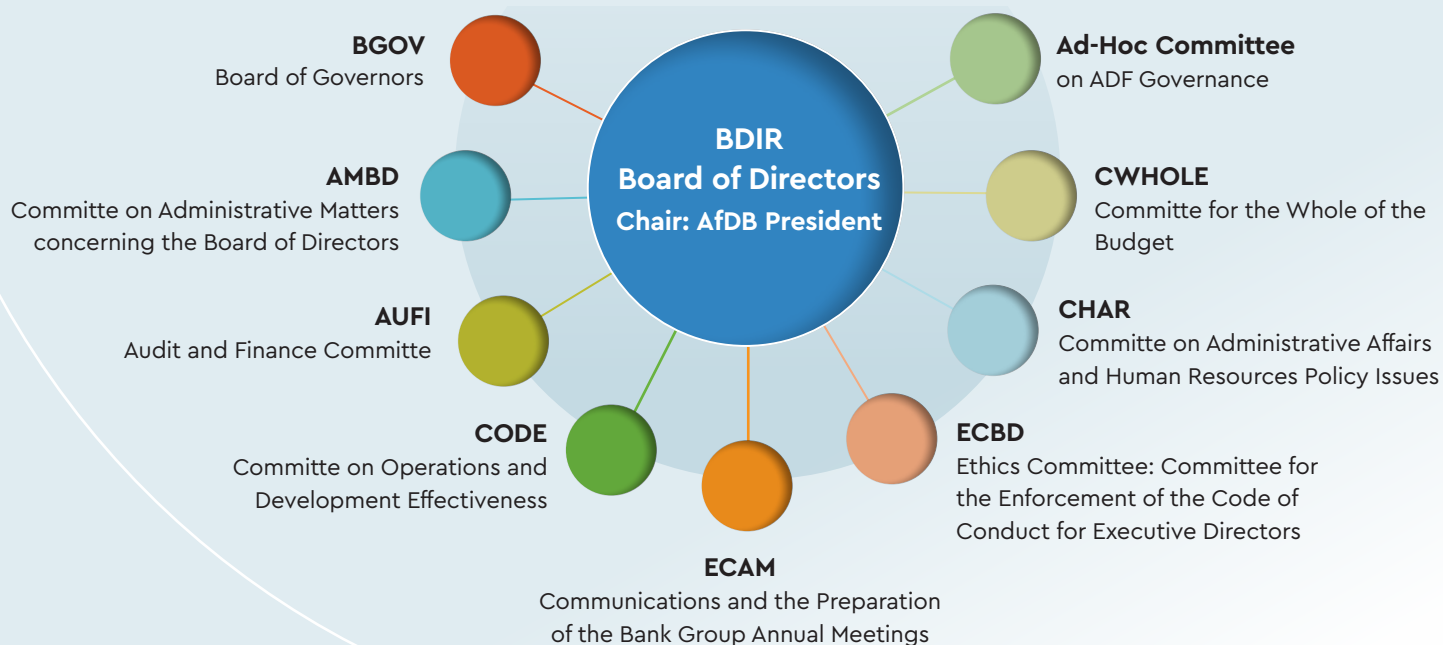 BGOV
Board of Governors
AMBD
Committe on Administrative Matters
concerning the Board of Directors
AUFI
Audit and Finance Committe
CODE
Committe on Operations and
Development Effectiveness
ECAM
Communications and the Preparation
of the Bank Group Annual Meetings
BDIR
Board of Directors
Chair: AfDB President
Ad-Hoc Committee
on ADF Governance
CWHOLE
Committe for the Whole of the
Budget
CHAR
Committe on Administrative Affairs
and Human Resources Policy Issues
ECBD
Ethics Committee: Committee for
the Enforcement of the Code of
Conduct for Executive Directors